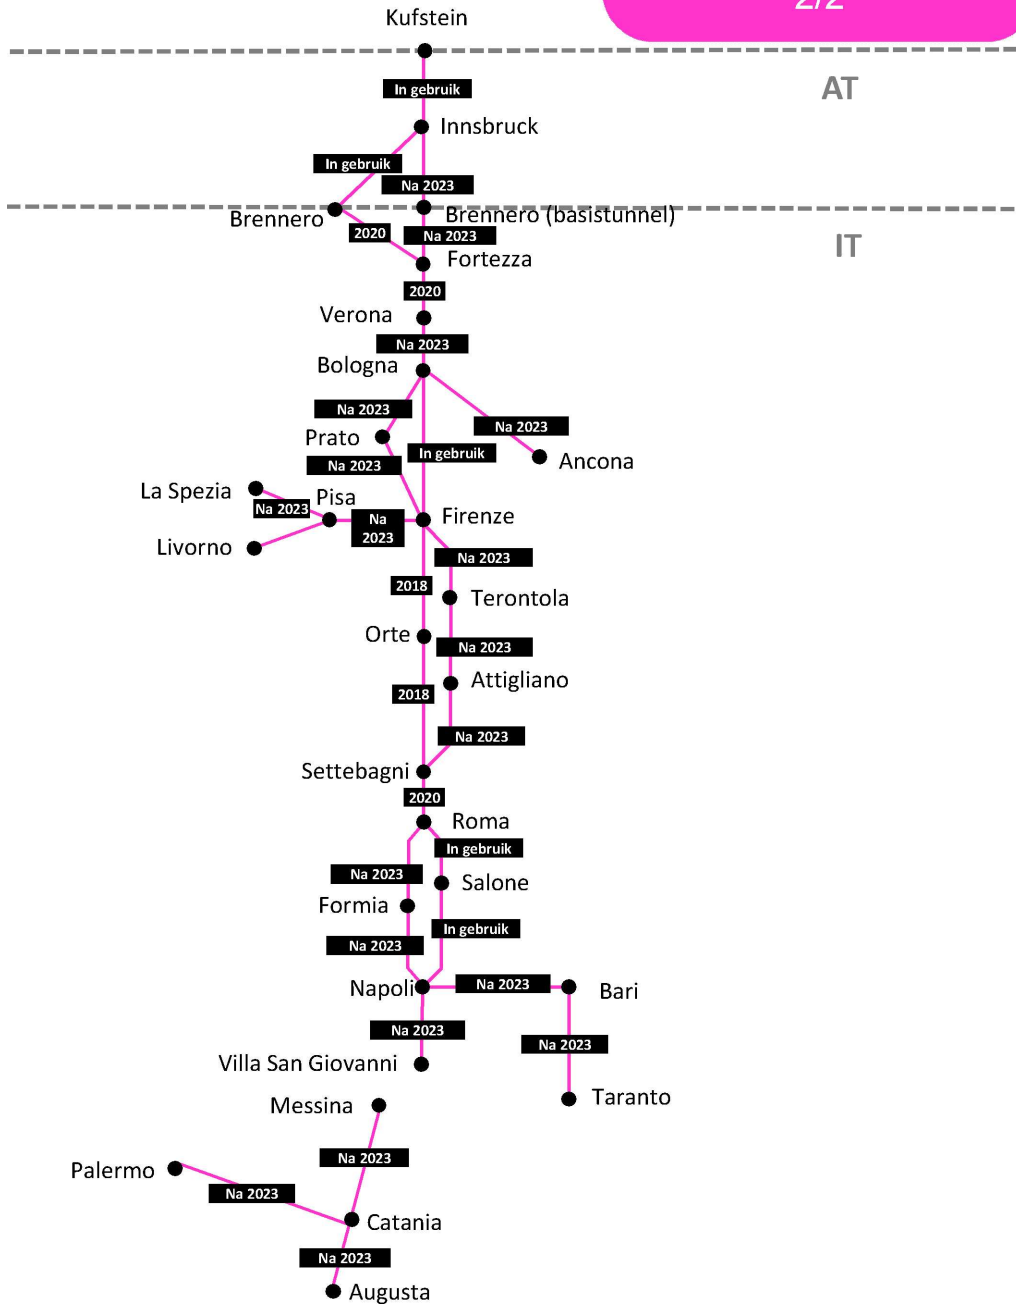 2/2
Kufstein
AT
In gebruik
Innsbruck
In gebruik
Na 2023
Brennero
Brennero (basistunnel)
2020
Na 2023
IT
Fortezza
2020
Verona
Na 2023
Bologna
Na 2023
Na 2023
Prato
In gebruik
Ancona
Na 2023
La Spezia
Pisa
Na 2023
Na
2023
Firenze
Livorno
Na 2023
2018
Terontola
Orte
Na 2023
Attigliano
2018
Na 2023
Settebagni
2020
Roma
In gebruik
Na 2023
Salone
Formia
In gebruik
Na 2023
Napoli
Na 2023
Bari
Na 2023
Na 2023
Villa San Giovanni
Taranto
Messina
Na 2023
Palermo
Na 2023
Catania
Na 2023
Augusta